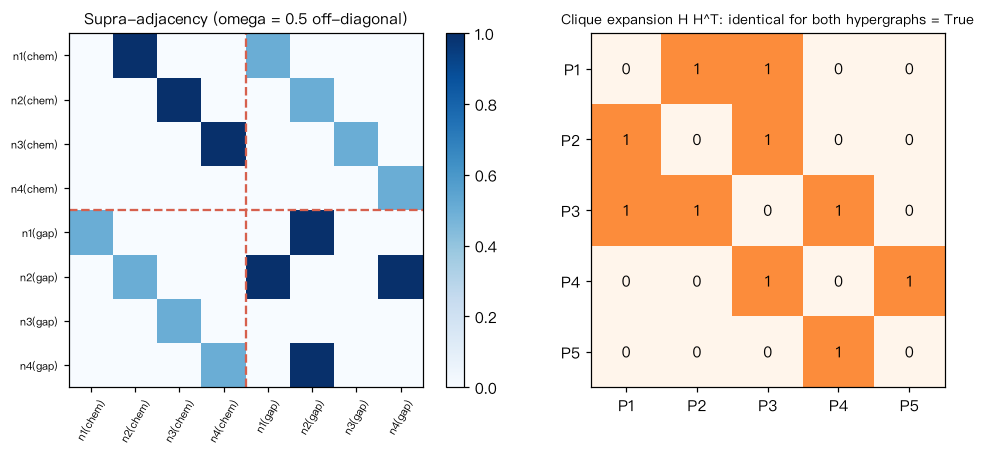 Supra-adjacency (omega = 0.5 off-diagonal)
n1(chem)
n2(chem)
n3(chem)
n4(chem)
n1(gap)
n2(gap)
n3(gap)
n4(gap)
n1(chem) n2(chem) n3(chem) n4(chem) n1(gap) n2(gap) n3(gap) n4(gap)
1.0
0.8
0.6
0.4
0.2
0.0
Clique expansion H H^T: identical for both hypergraphs = True
P1 0 1 1 0 0
P2 1 0 1 0 0
P3 1 1 0 1 0
P4 0 0 1 0 1
P5 0 0 0 1 0
P1 P2 P3 P4 P5